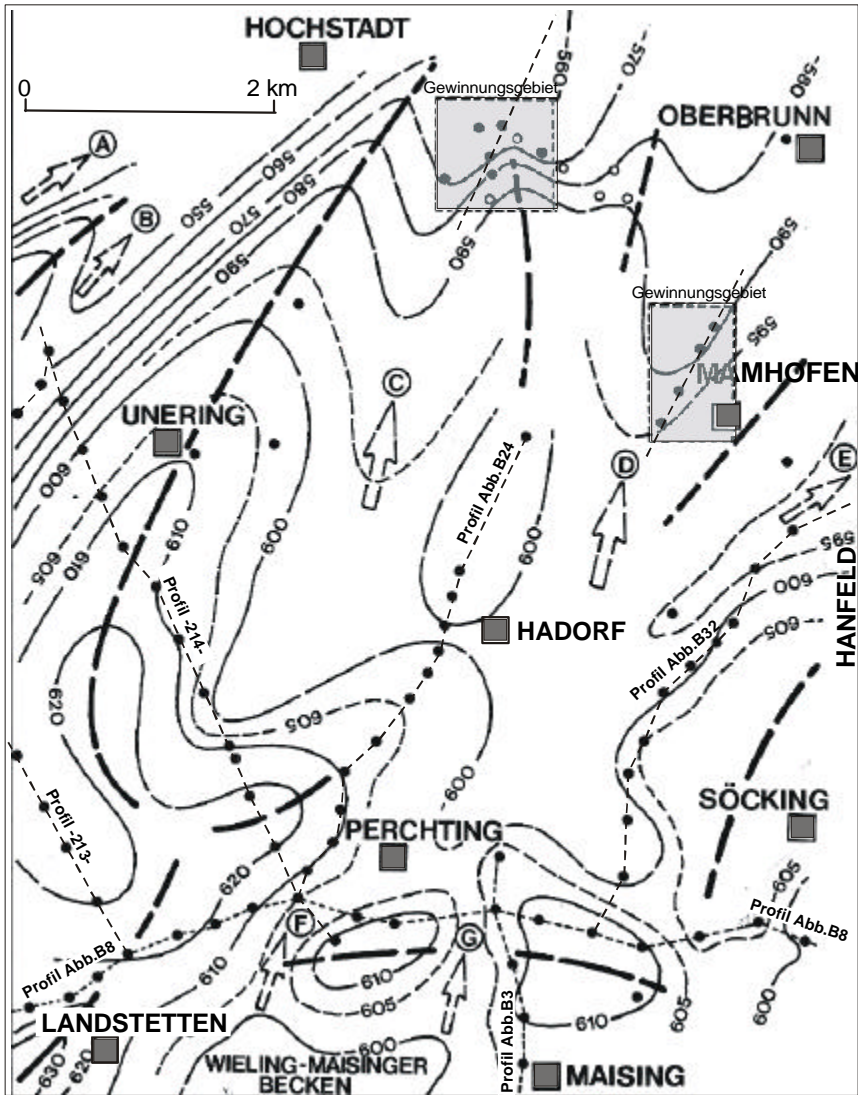 HOCHSTADT
0 2 km
Gewinnungsgebiet
-560
-570
-580
OBERBRUNN
A
B
550
560
570
580
590
590
590
Gewinnungsgebiet
595
MAMHOFEN
C
UNERING
600
605
610
619
600
Profil Abb.B24
600
D
E
595
600
605
HANFELD
Profil -214-
HADORF
Profil Abb.B32
620
605
600
Profil -213-
PERCHTING
SÖCKING
620
605
F
G
Profil Abb.B8
Profil Abb.B8
610
610
605
605
600
610
LANDSTETTEN
600
630
620
605
WIELING-MAISINGER
BECKEN
Profil Abb.B3
MAISING